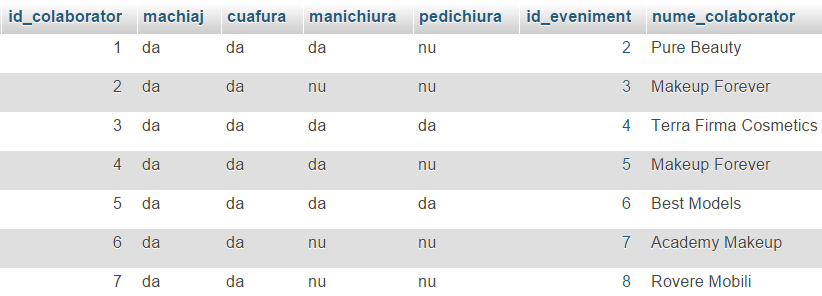 id_colaborator machiaj cuafura manichiura pedichiura id_eveniment nume_colaborator
1 da da da nu 2 Pure Beauty
2 da da nu nu 3 Makeup Forever
3 da da da da 4 Terra Firma Cosmetics
4 da da da nu 5 Makeup Forever
5 da da da da 6 Best Models
6 da da nu nu 7 Academy Makeup
7 da da nu nu 8 Rovere Mobili